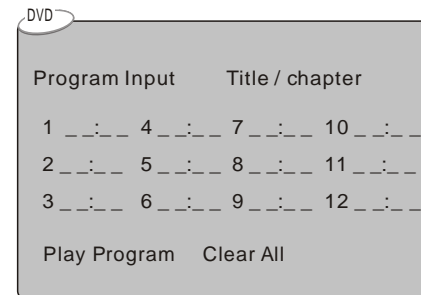 DVD
Program Input Title / chapter
1 _ _:_ _ 4 _ _:_ _ 7 _ _:_ _ 10 _ _:_ _
2 _ _:_ _ 5 _ _:_ _ 8 _ _:_ _ 11 _ _:_ _
3 _ _:_ _ 6 _ _:_ _ 9 _ _:_ _ 12 _ _:_ _
Play Program Clear All